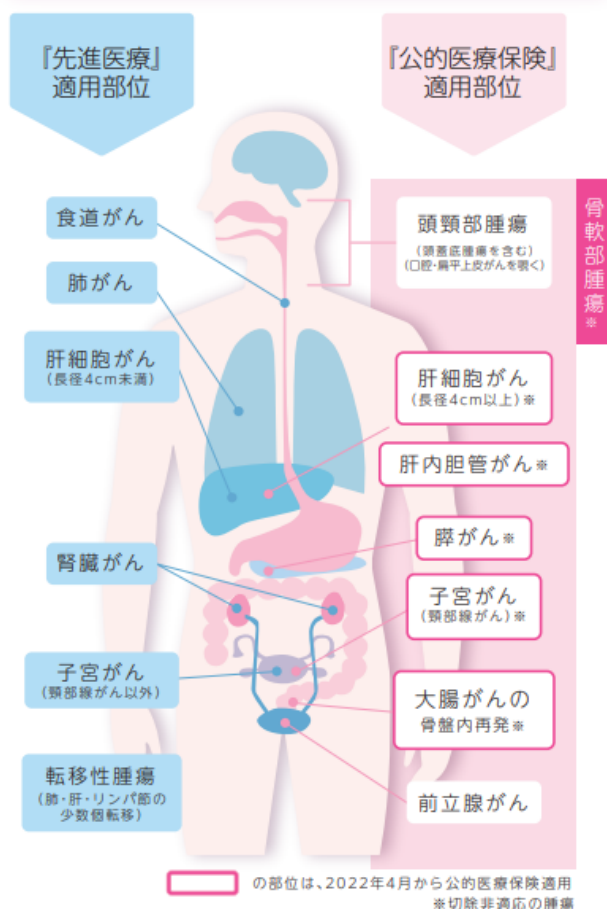 『先進医療』
適用部位
『公的医療保険』
適用部位
食道がん
肺がん
肝細胞がん
(長径4cm未満)
腎臓がん
子宮がん
(頸部線がん以外)
転移性腫瘍
(肺・肝・リンパ節の
少数個転移)
骨軟部腫瘍※
頭頸部腫瘍
(頭蓋底腫瘍を含む)
(口腔・扁平上皮がんを覗く)
肝細胞がん
(長径4cm以上)※
肝内胆管がん※
膵がん※
子宮がん
(頸部線がん)※
大腸がんの
骨盤内再発※
前立腺がん
の部位は、2022年4月から公的医療保険適用
※切除非適応の腫瘍